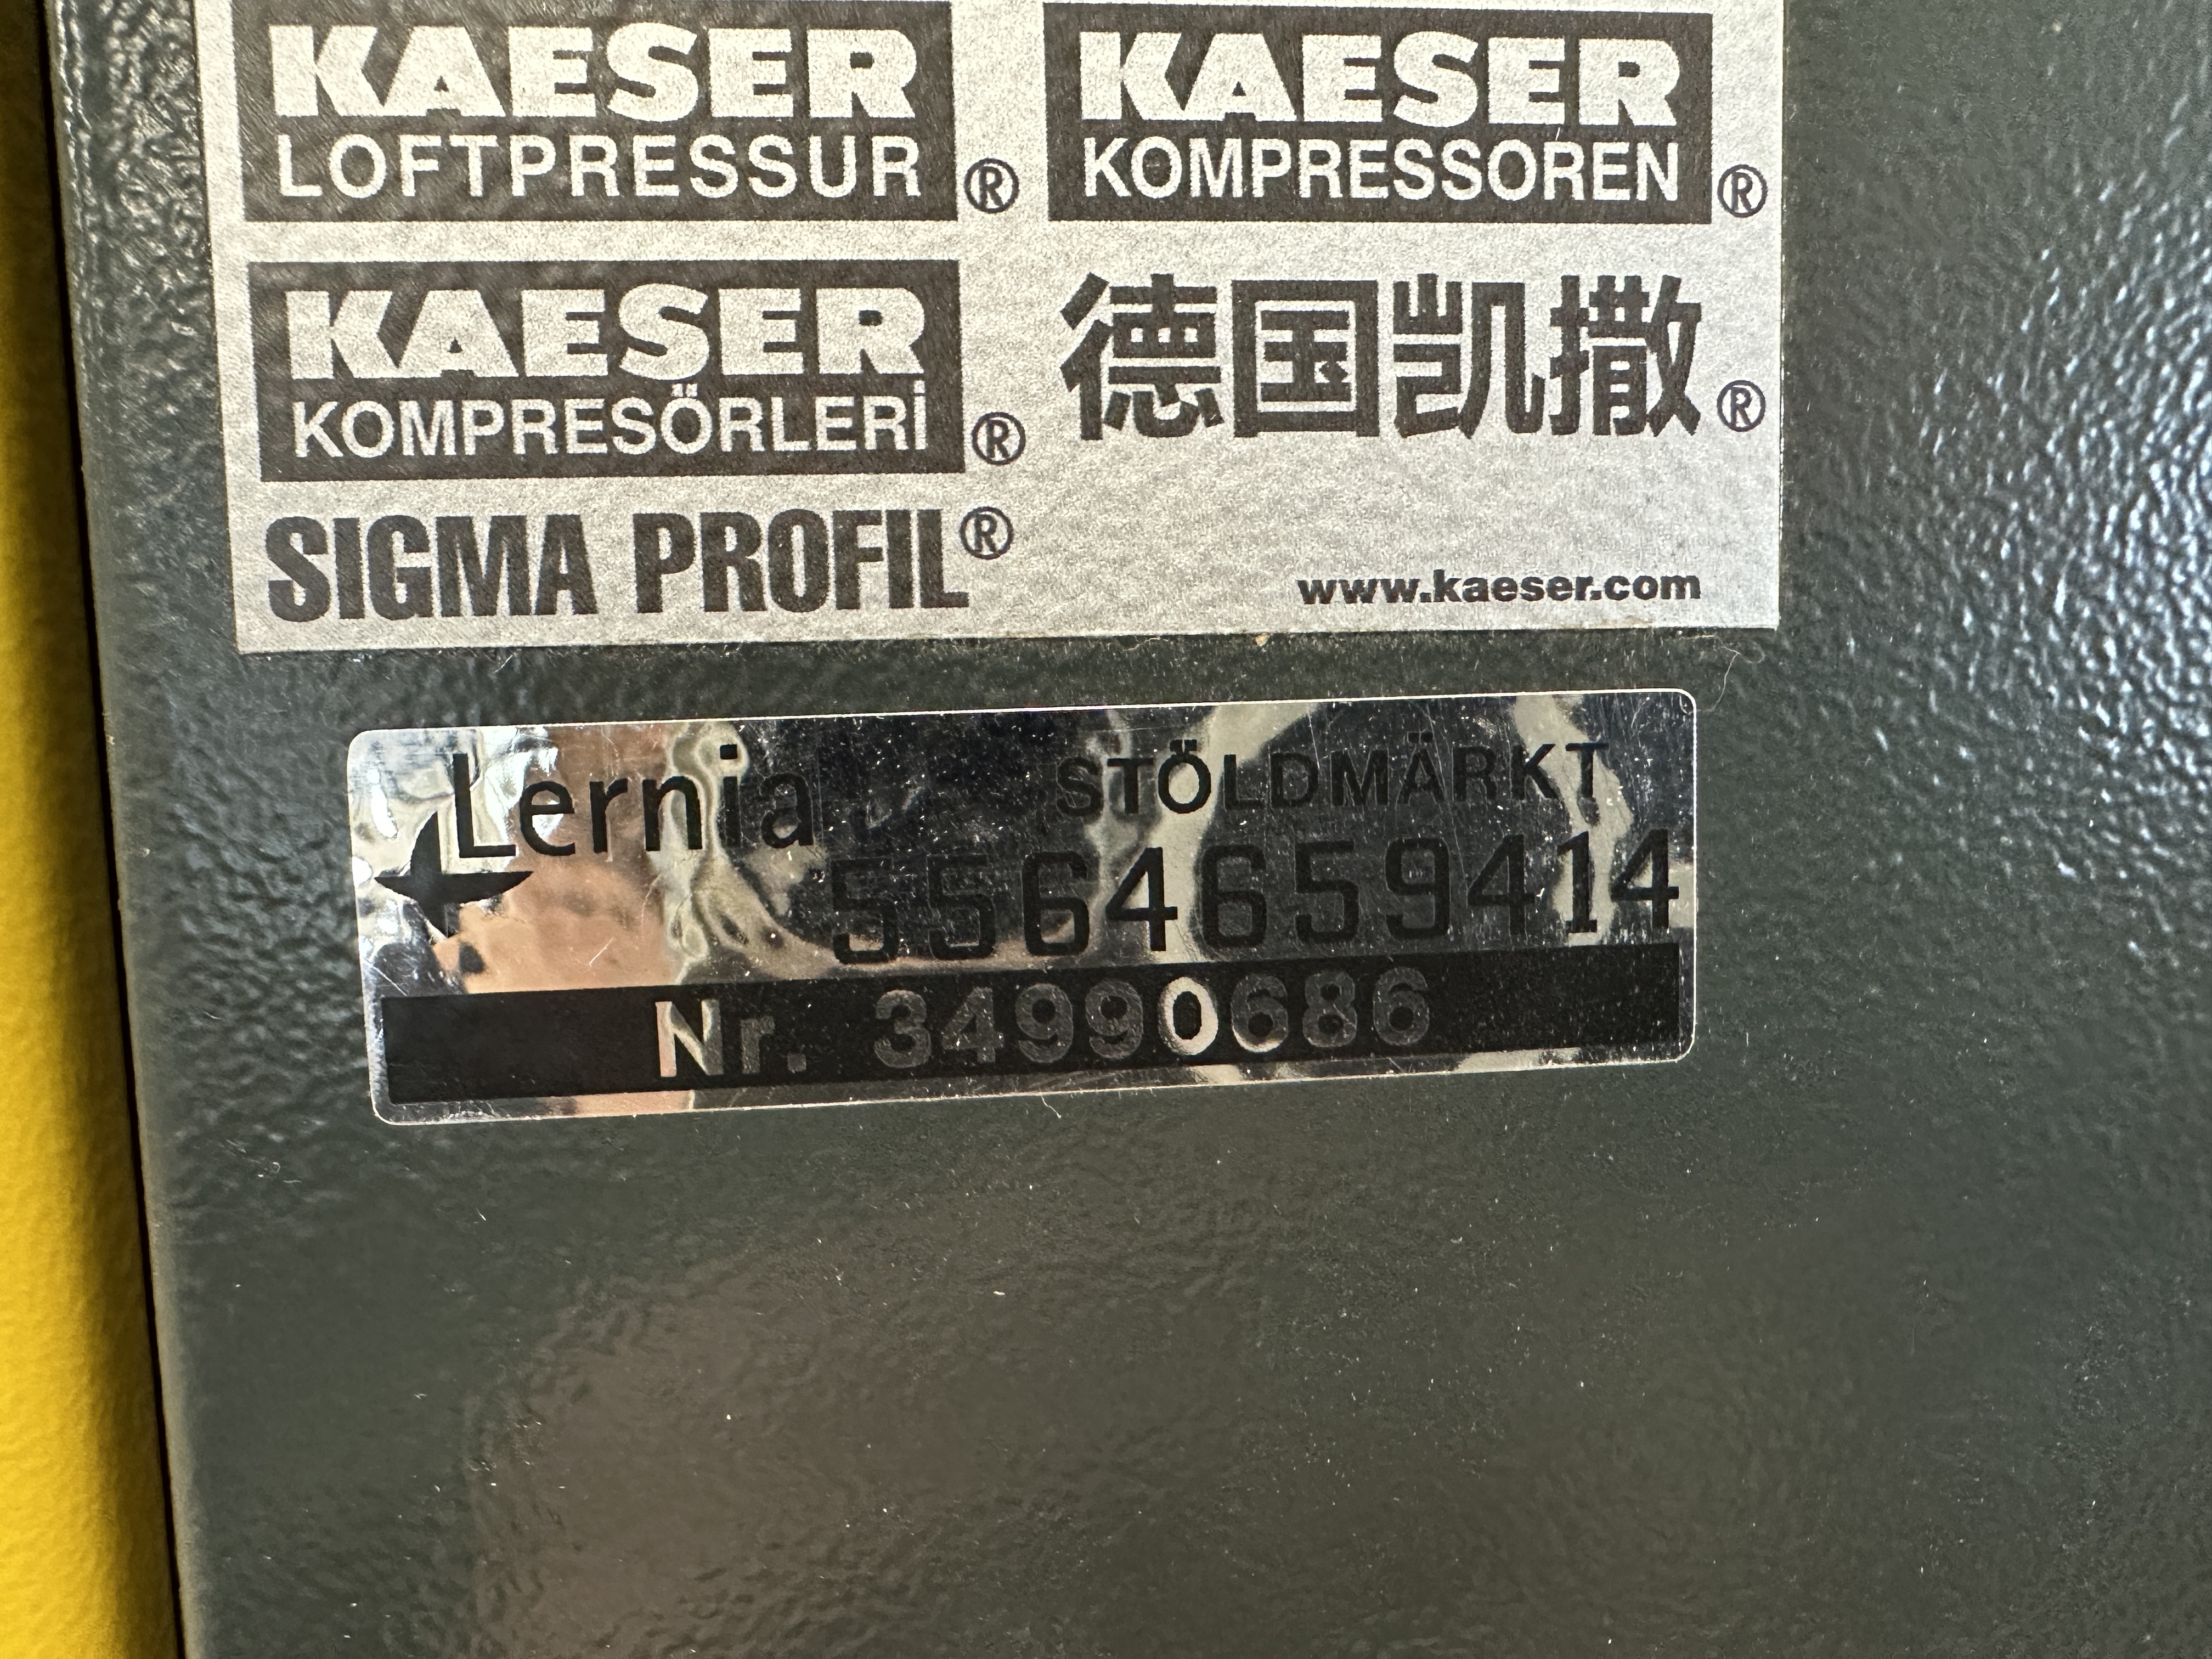 KAESER
LOFTPRESSUR ®
KAESER
KOMPRESSOREN ®
KAESER
KOMPRESÖRLERİ ®
德国凯撒 ®
SIGMA PROFIL®
www.kaeser.com
Lernia
STÖLDMÄRKT
5564659414
Nr. 34990686